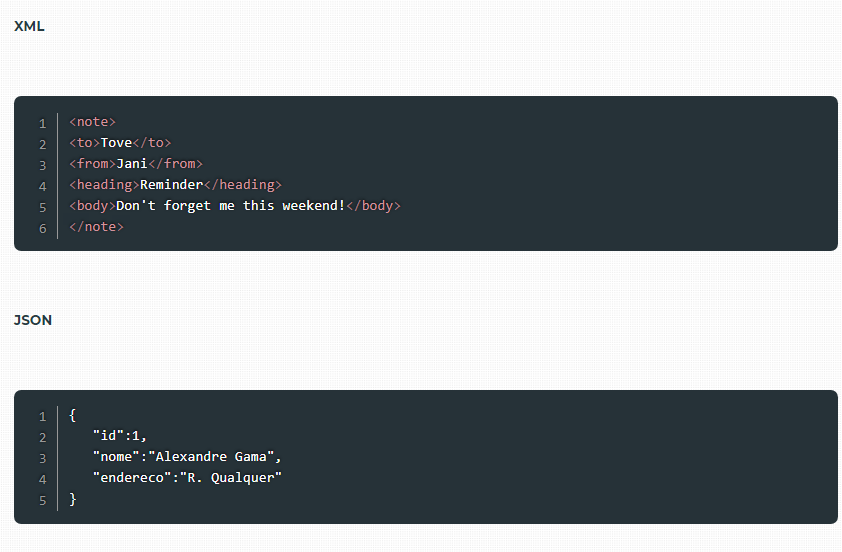 XML
1 <note>
2 <to>Tove</to>
3 <from>Jani</from>
4 <heading>Reminder</heading>
5 <body>Don't forget me this weekend!</body>
6 </note>
JSON
1 {
2    "id":1,
3    "nome":"Alexandre Gama",
4    "endereco":"R. Qualquer"
5 }